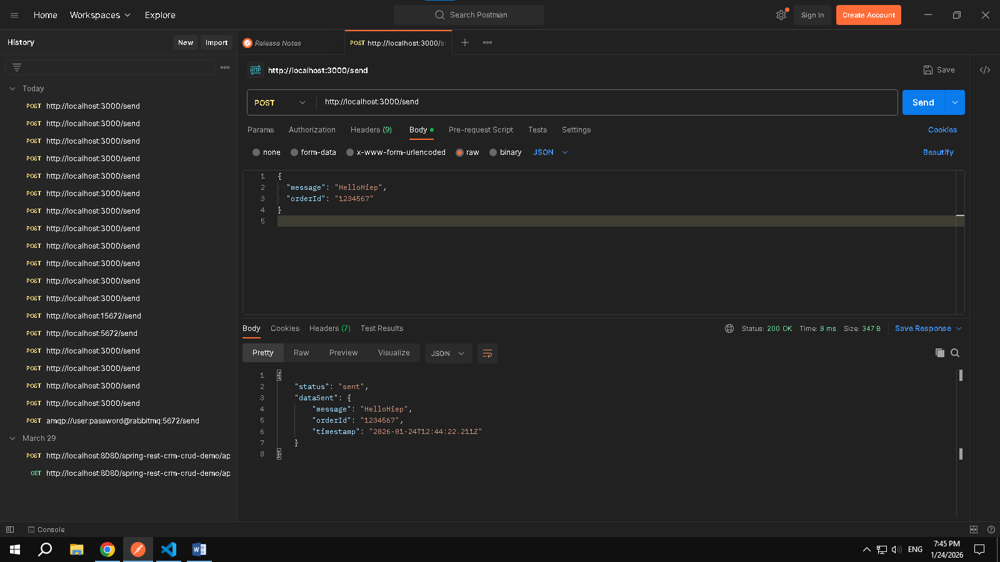 Home Workspaces Explore Search Postman Sign In Create Account
History New Import Release Notes POST http://localhost:3000/s
http://localhost:3000/send Save
Today
POST http://localhost:3000/send
POST http://localhost:3000/send
POST http://localhost:3000/send
POST http://localhost:3000/send
POST http://localhost:3000/send
POST http://localhost:3000/send
POST http://localhost:3000/send
POST http://localhost:3000/send
POST http://localhost:3000/send
POST http://localhost:3000/send
POST http://localhost:3000/send
POST http://localhost:3000/send
POST http://localhost:15672/send
POST http://localhost:5672/send
POST http://localhost:3000/send
POST http://localhost:3000/send
POST http://localhost:3000/send
POST http://localhost:3000/send
POST amqp://user:password@rabbitmq:5672/send
March 29
POST http://localhost:8080/spring-rest-crm-crud-demo/ap
GET http://localhost:8080/spring-rest-crm-crud-demo/ap
POST http://localhost:3000/send Send
Params Authorization Headers (9) Body Pre-request Script Tests Settings Cookies
none form-data x-www-form-urlencoded raw binary JSON Beautify
1 {
2 "message": "HelloHiep",
3 "orderId": "1234567"
4 }
5
Body Cookies Headers (7) Test Results Status: 200 OK Time: 8 ms Size: 347 B Save Response
Pretty Raw Preview Visualize JSON
1 {
2 "status": "sent",
3 "dataSent": {
4 "message": "HelloHiep",
5 "orderId": "1234567",
6 "timestamp": "2026-01-24T12:44:22.211Z"
7 }
8 }
Console
ENG 7:45 PM
1/24/2026